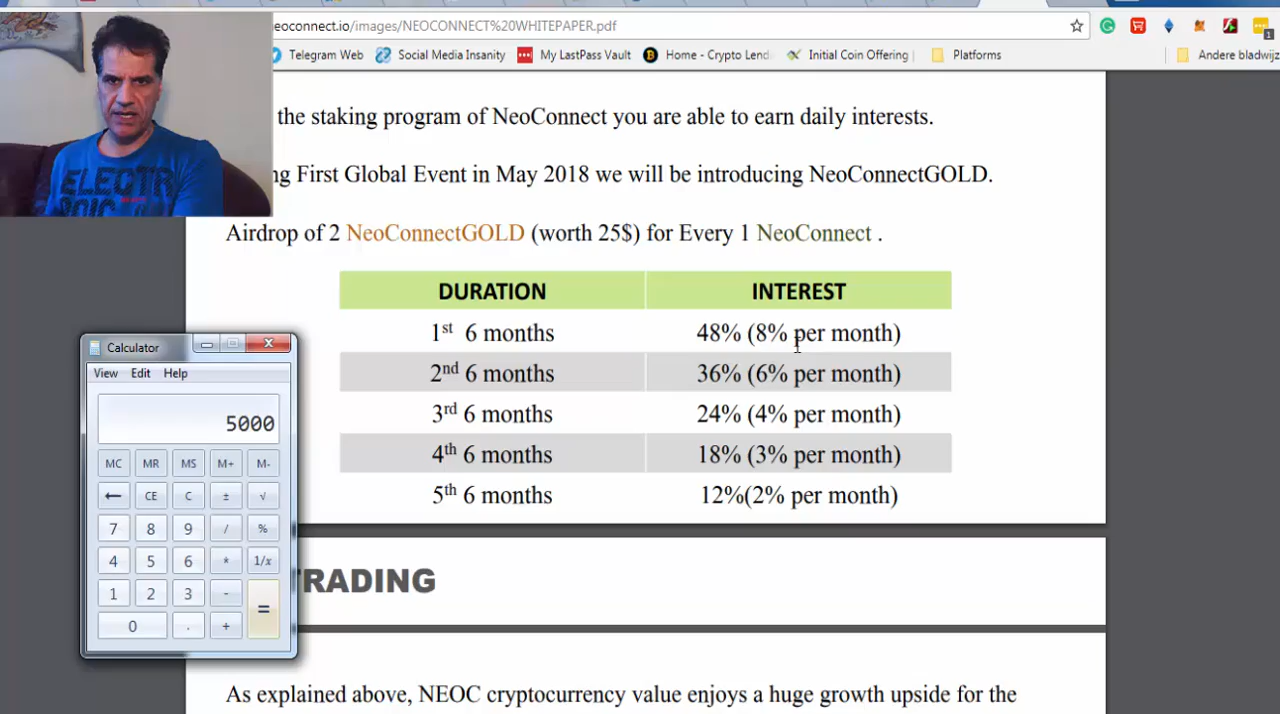 eoconnect.io/images/NEOCONNECT%20WHITEPAPER.pdf
Telegram Web Social Media Insanity My LastPass Vault Home - Crypto Lend Initial Coin Offering Platforms Andere bladwijz
1
the staking program of NeoConnect you are able to earn daily interests.
ng First Global Event in May 2018 we will be introducing NeoConnectGOLD.
ELECTR
Airdrop of 2 NeoConnectGOLD (worth 25$) for Every 1 NeoConnect .
DURATION INTEREST
1st 6 months 48% (8% per month)
2nd 6 months 36% (6% per month)
3rd 6 months 24% (4% per month)
4th 6 months 18% (3% per month)
5th 6 months 12%(2% per month)
Calculator
View Edit Help
5000
MC MR MS M+ M-
← CE C ± √
7 8 9 / %
4 5 6 * 1/x
1 2 3 - =
0 . +
TRADING
As explained above, NEOC cryptocurrency value enjoys a huge growth upside for the